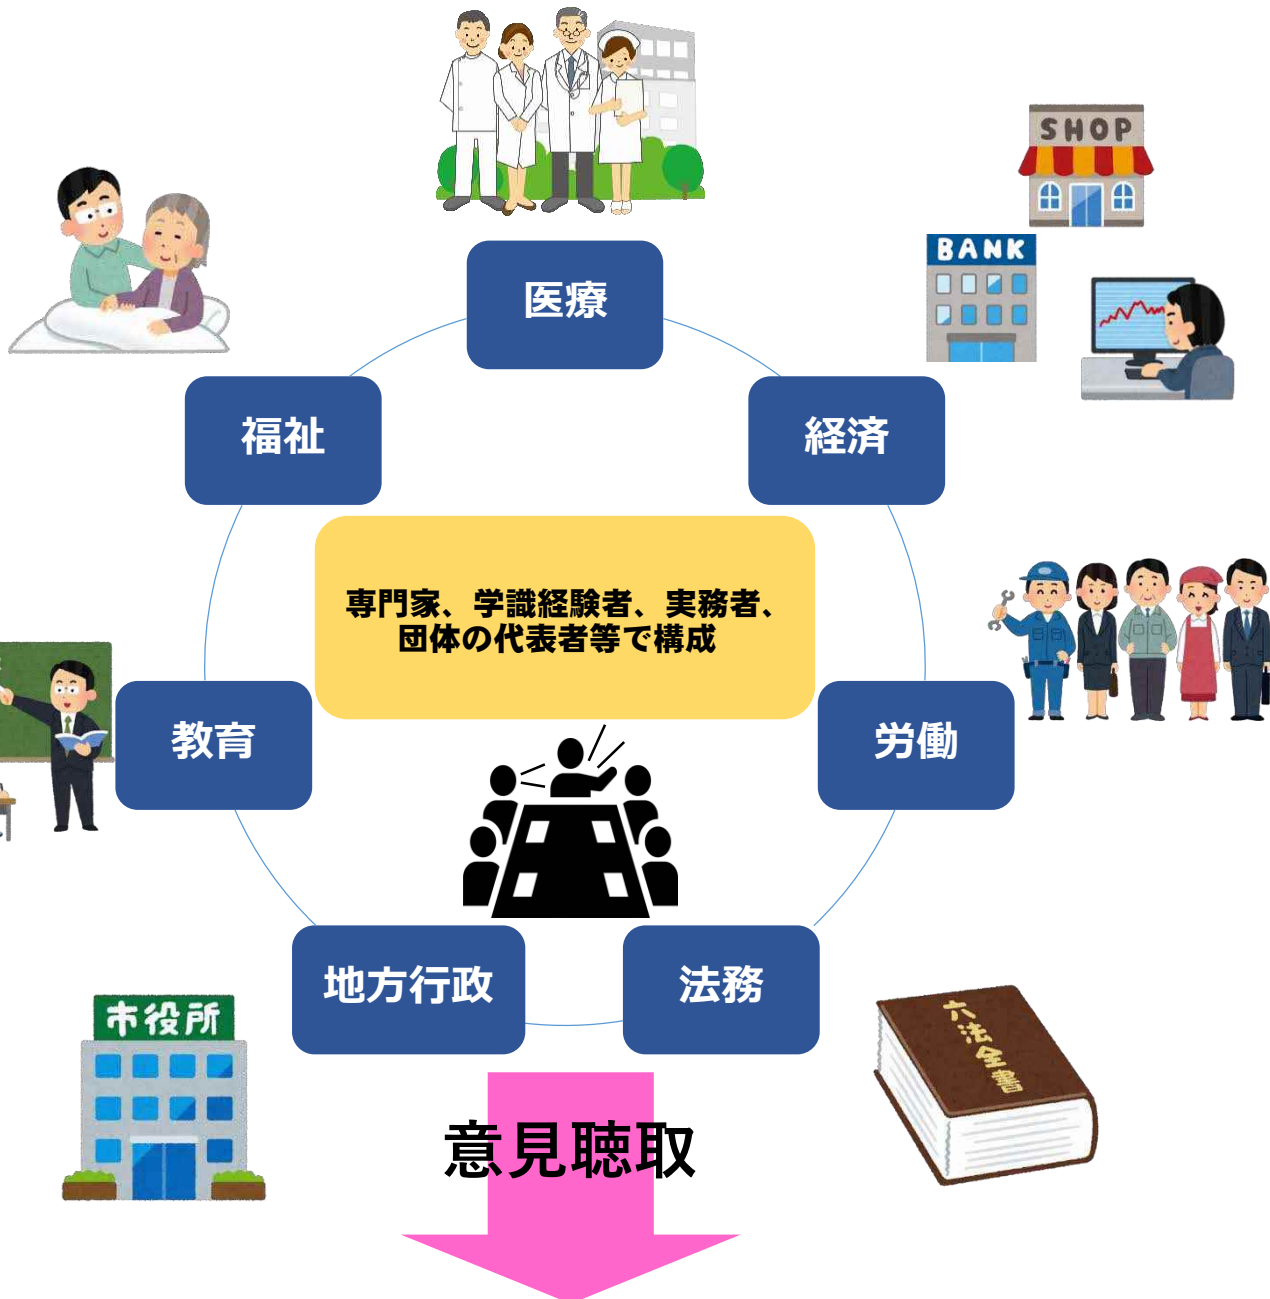 SHOP
BANK
医療
福祉
経済
専門家、学識経験者、実務者、
団体の代表者等で構成
教育
労働
地方行政
法務
市役所
六法全書
意見聴取